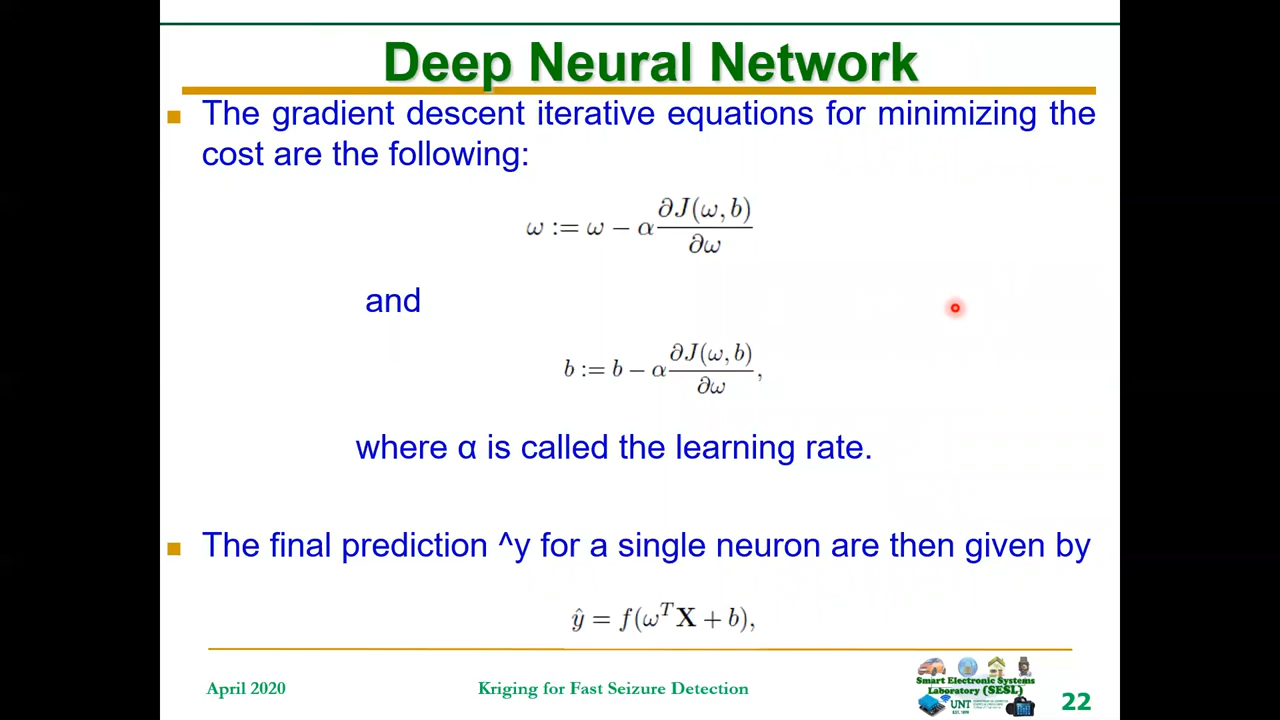 Deep Neural Network
The gradient descent iterative equations for minimizing the
cost are the following:
ω := ω − α ∂J(ω, b) / ∂ω
and
b := b − α ∂J(ω, b) / ∂ω ,
where α is called the learning rate.
The final prediction ^y for a single neuron are then given by
ŷ = f(ω^T X + b),
April 2020
Kriging for Fast Seizure Detection
Smart Electronic Systems
Laboratory (SESL)
UNT
22